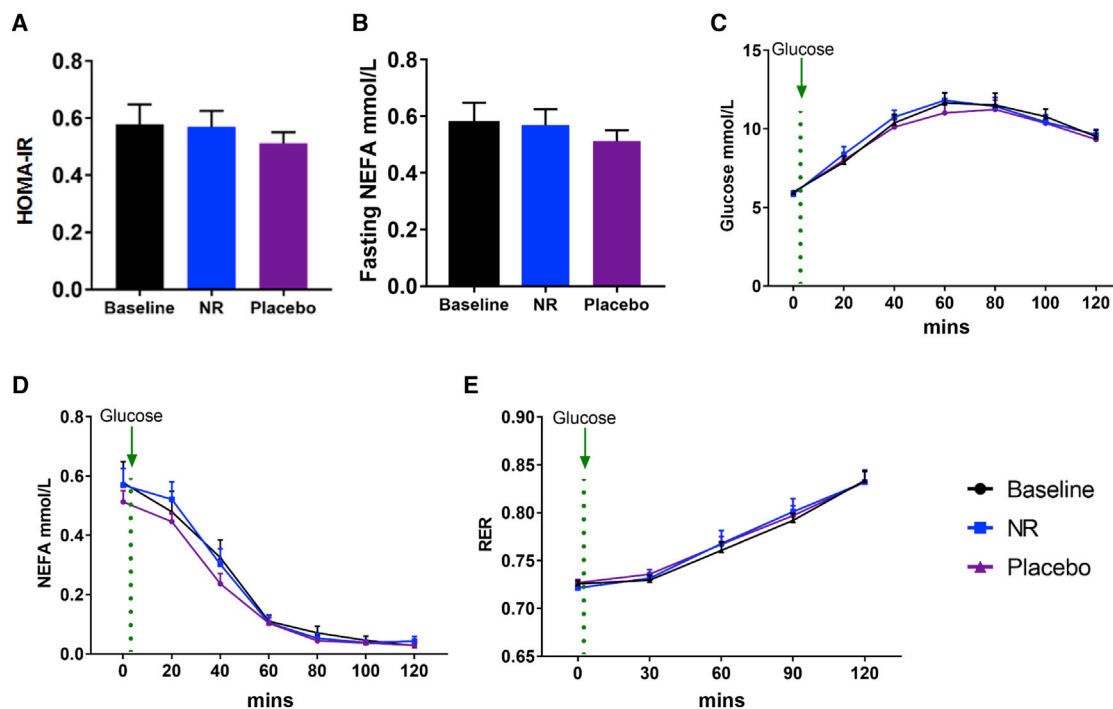 A
HOMA-IR
0.8
0.6
0.4
0.2
0.0
Baseline NR Placebo
B
Fasting NEFA mmol/L
0.8
0.6
0.4
0.2
0.0
Baseline NR Placebo
C
Glucose
Glucose mmol/L
15
10
5
0
0 20 40 60 80 100 120
mins
D
Glucose
NEFA mmol/L
0.8
0.6
0.4
0.2
0.0
0 20 40 60 80 100 120
mins
E
Glucose
RER
0.90
0.85
0.80
0.75
0.70
0.65
0 30 60 90 120
mins
Baseline
NR
Placebo